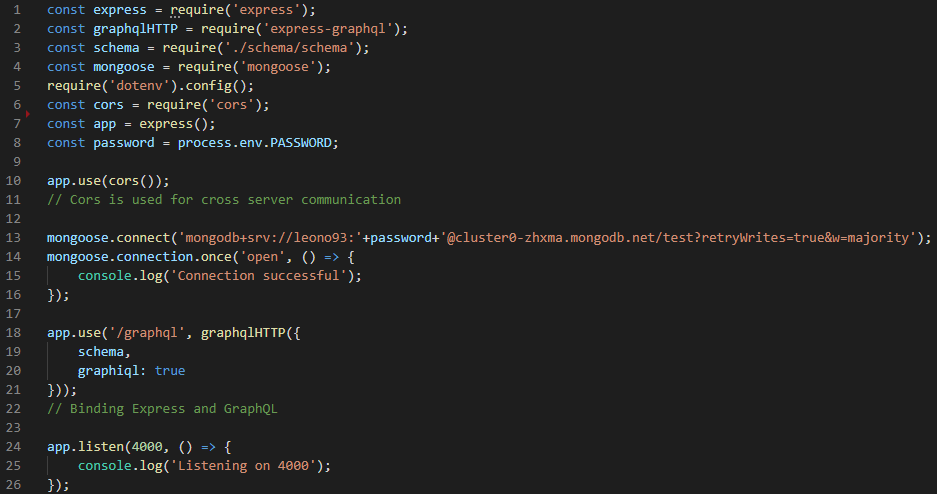 1 const express = require('express');
2 const graphqlHTTP = require('express-graphql');
3 const schema = require('./schema/schema');
4 const mongoose = require('mongoose');
5 require('dotenv').config();
6 const cors = require('cors');
7 const app = express();
8 const password = process.env.PASSWORD;
9
10 app.use(cors());
11 // Cors is used for cross server communication
12
13 mongoose.connect('mongodb+srv://leono93:'+password+'@cluster0-zhxma.mongodb.net/test?retryWrites=true&w=majority');
14 mongoose.connection.once('open', () => {
15     console.log('Connection successful');
16 });
17
18 app.use('/graphql', graphqlHTTP({
19     schema,
20     graphiql: true
21 }));
22 // Binding Express and GraphQL
23
24 app.listen(4000, () => {
25     console.log('Listening on 4000');
26 });